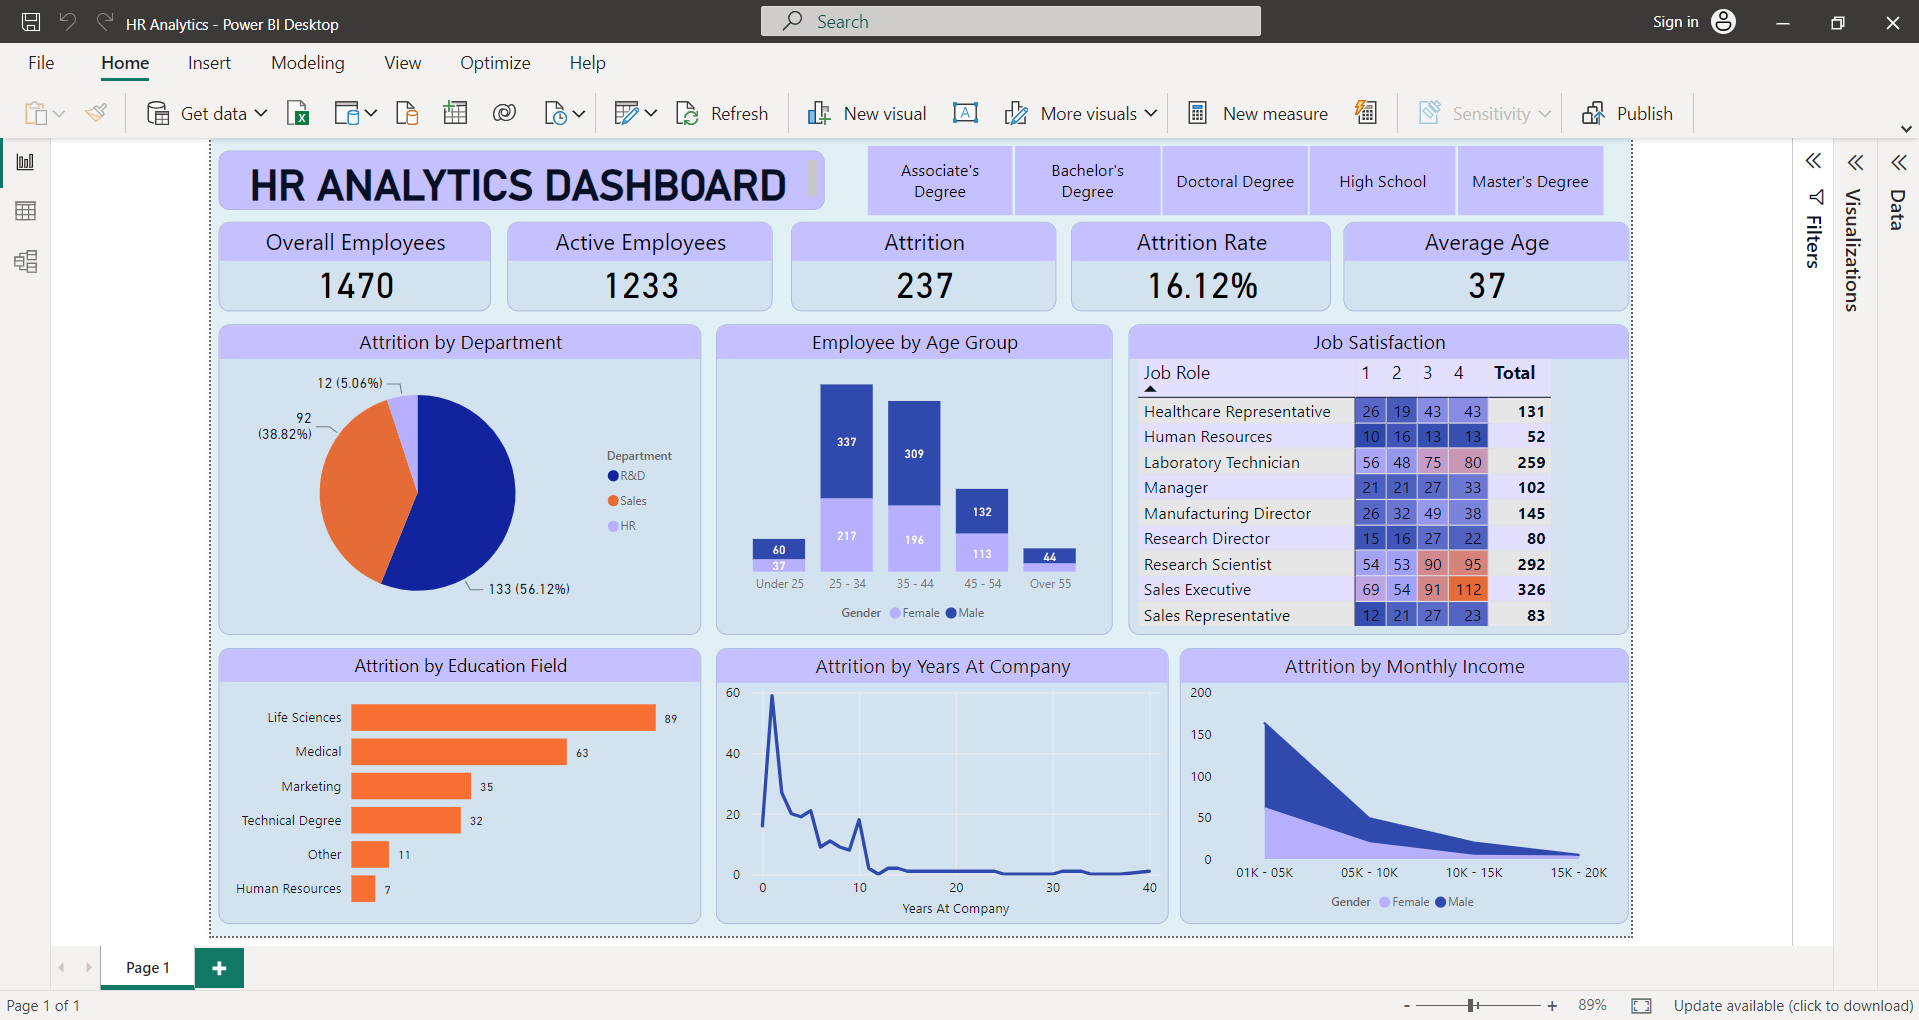 HR Analytics - Power BI Desktop
Search
Sign in
File Home Insert Modeling View Optimize Help
Get data
Refresh
New visual
A
More visuals
New measure
Sensitivity
Publish
HR ANALYTICS DASHBOARD
Associate's
Degree
Bachelor's
Degree
Doctoral Degree
High School
Master's Degree
Overall Employees
1470
Active Employees
1233
Attrition
237
Attrition Rate
16.12%
Average Age
37
Filters
Visualizations
Data
Attrition by Department
12 (5.06%)
92
(38.82%)
133 (56.12%)
Department
R&D
Sales
HR
Employee by Age Group
337
309
217
196
132
113
60
37
44
Under 25 25 - 34 35 - 44 45 - 54 Over 55
Gender Female Male
Job Satisfaction
Job Role 1 2 3 4 Total
Healthcare Representative 26 19 43 43 131
Human Resources 10 16 13 13 52
Laboratory Technician 56 48 75 80 259
Manager 21 21 27 33 102
Manufacturing Director 26 32 49 38 145
Research Director 15 16 27 22 80
Research Scientist 54 53 90 95 292
Sales Executive 69 54 91 112 326
Sales Representative 12 21 27 23 83
Attrition by Education Field
Life Sciences 89
Medical 63
Marketing 35
Technical Degree 32
Other 11
Human Resources 7
Attrition by Years At Company
60
40
20
0
0 10 20 30 40
Years At Company
Attrition by Monthly Income
200
150
100
50
0
01K - 05K 05K - 10K 10K - 15K 15K - 20K
Gender Female Male
Page 1
+
Page 1 of 1
- + 89%
Update available (click to download)